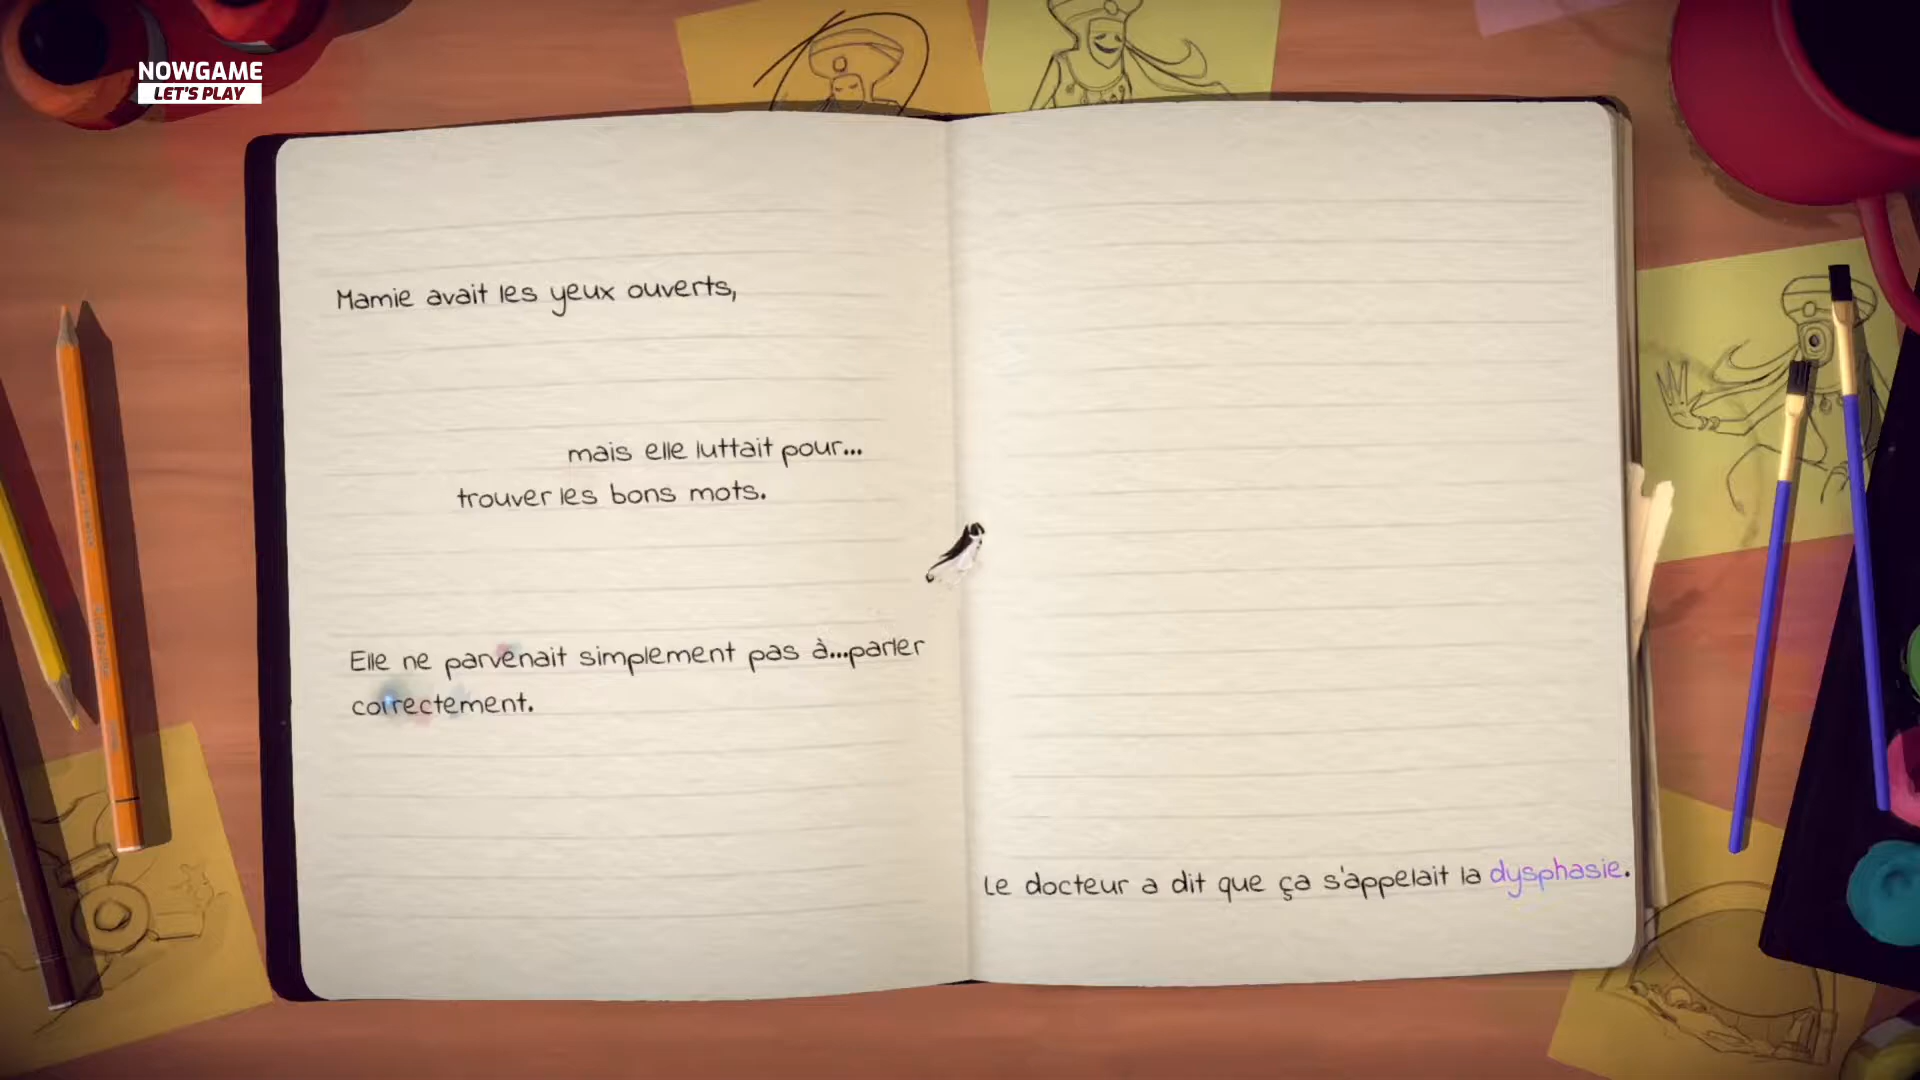 NOWGAME
LET'S PLAY
Mamie avait les yeux ouverts,
mais elle luttait pour...
trouver les bons mots.
Elle ne parvenait simplement pas à...parler
correctement.
Le docteur a dit que ça s'appelait la dysphasie.